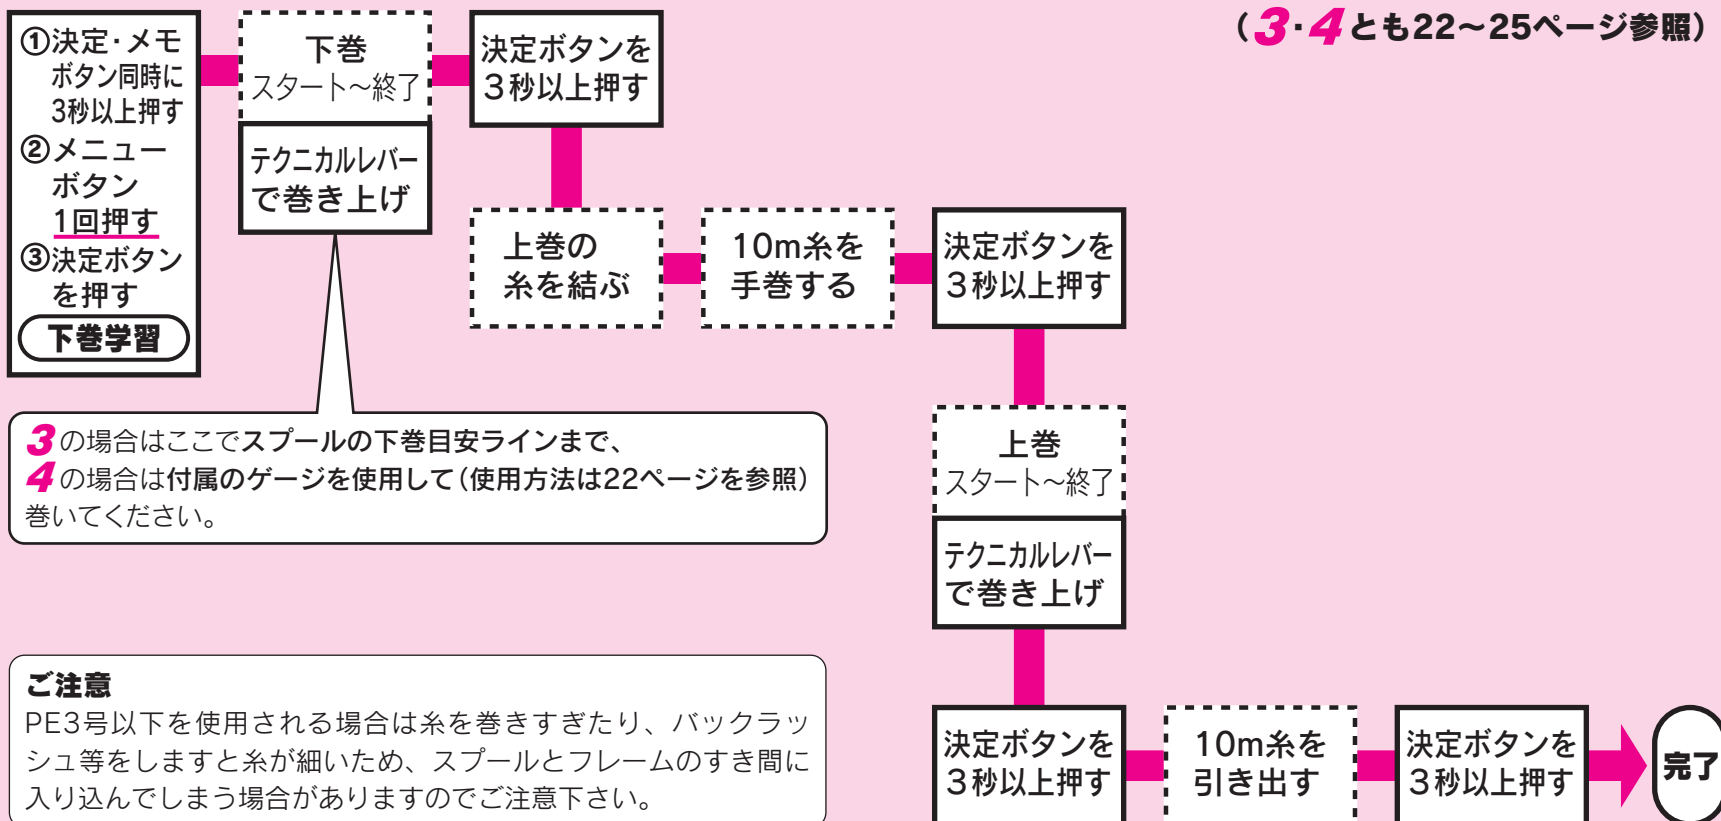 (3・4とも22〜25ページ参照)
①決定・メモ
ボタン同時に
3秒以上押す
②メニュー
ボタン
1回押す
③決定ボタン
を押す
下巻学習
下巻
スタート〜終了
テクニカルレバー
で巻き上げ
決定ボタンを
3秒以上押す
上巻の
糸を結ぶ
10m糸を
手巻する
決定ボタンを
3秒以上押す
3の場合はここでスプールの下巻目安ラインまで、
4の場合は付属のゲージを使用して(使用方法は22ページを参照)
巻いてください。
上巻
スタート〜終了
テクニカルレバー
で巻き上げ
決定ボタンを
3秒以上押す
10m糸を
引き出す
決定ボタンを
3秒以上押す
完了
ご注意
PE3号以下を使用される場合は糸を巻きすぎたり、バックラッ
シュ等をしますと糸が細いため、スプールとフレームのすき間に
入り込んでしまう場合がありますのでご注意下さい。